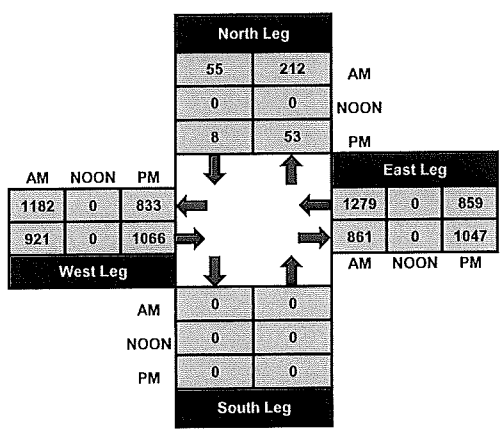 North Leg
55 212 AM
0 0 NOON
8 53 PM
East Leg
AM NOON PM
1182 0 833 1279 0 859
921 0 1066 861 0 1047
West Leg AM NOON PM
AM 0 0
NOON 0 0
PM 0 0
South Leg